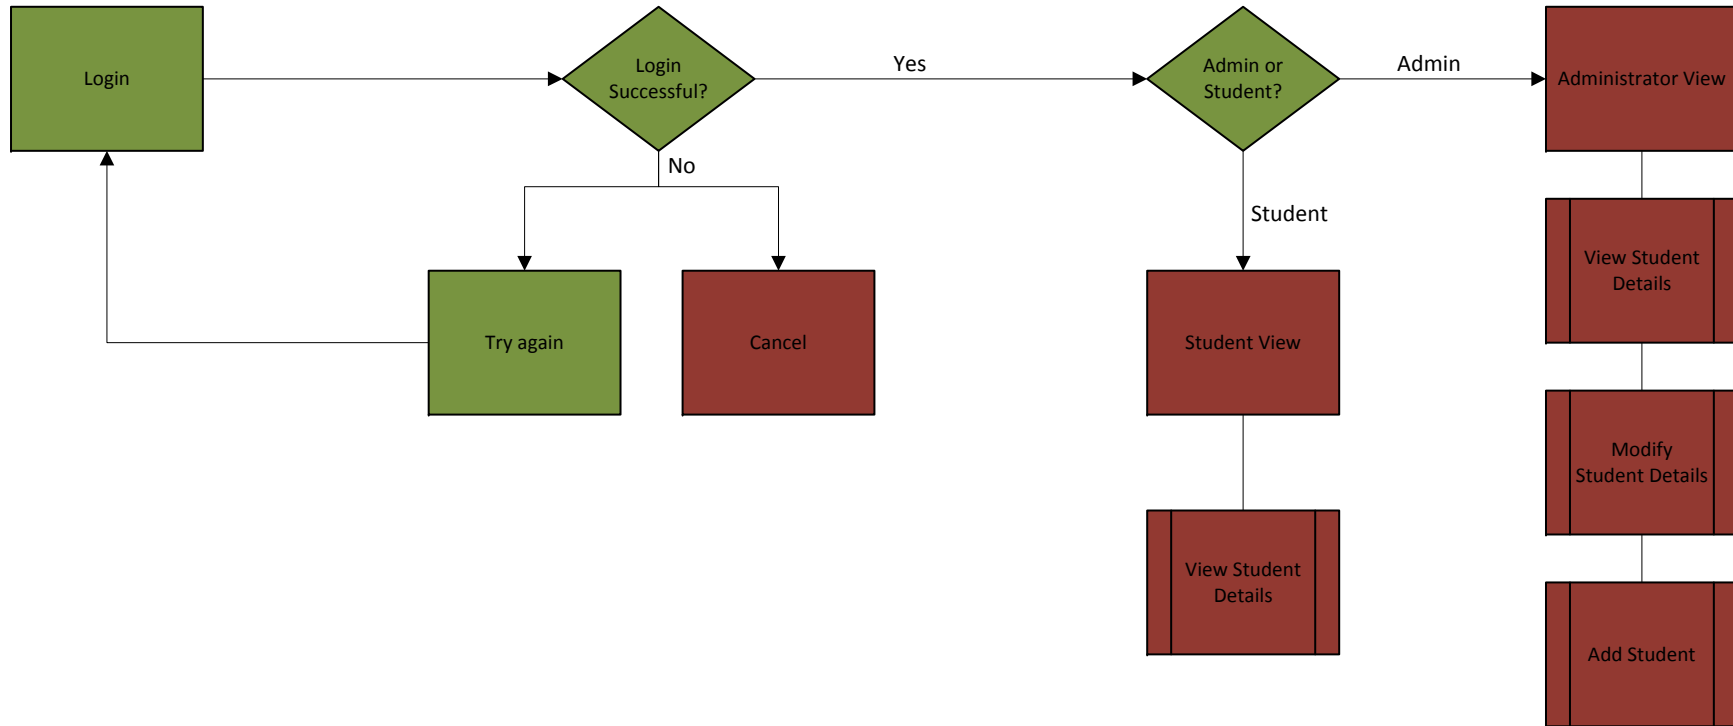 Login
Login
Successful?
Yes
Admin or
Student?
Admin
Administrator View
No
Student
View Student
Details
Try again
Cancel
Student View
Modify
Student Details
View Student
Details
Add Student